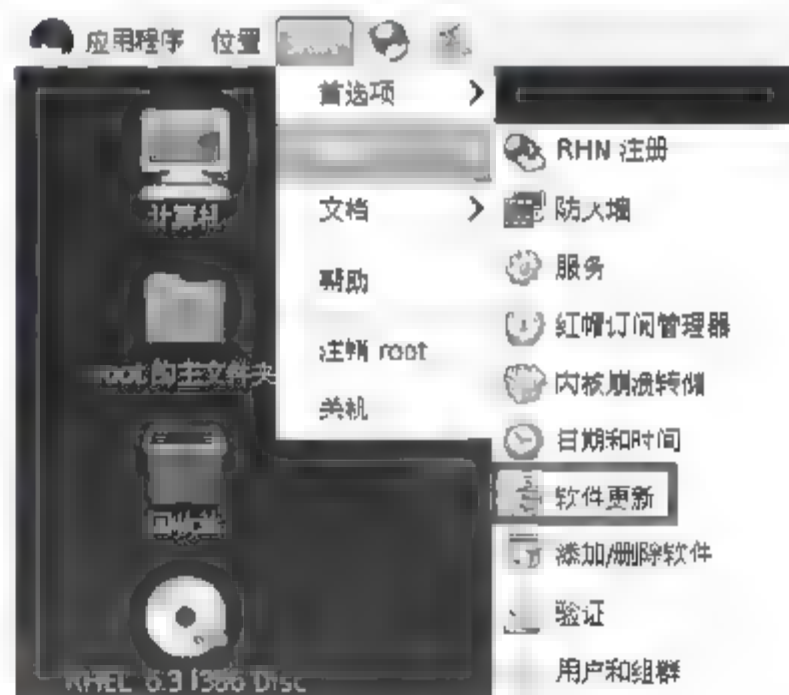 应用程序 位置
首选项
文档
帮助
注销 root
关机
RHN 注册
防火墙
服务
红帽订阅管理器
内核崩溃转储
日期和时间
软件更新
添加/删除软件
验证
用户和组群
计算机
root 的主文件夹
回收站
RHEL 6.3 i386 Disc